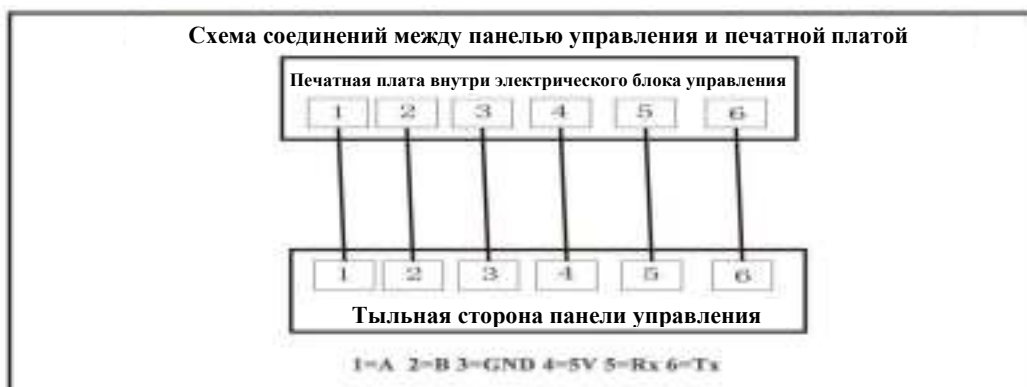 Схема соединений между панелью управления и печатной платой
Печатная плата внутри электрического блока управления
1 2 3 4 5 6
1 2 3 4 5 6
Тыльная сторона панели управления
1=A 2=B 3=GND 4=5V 5=Rx 6=Tx